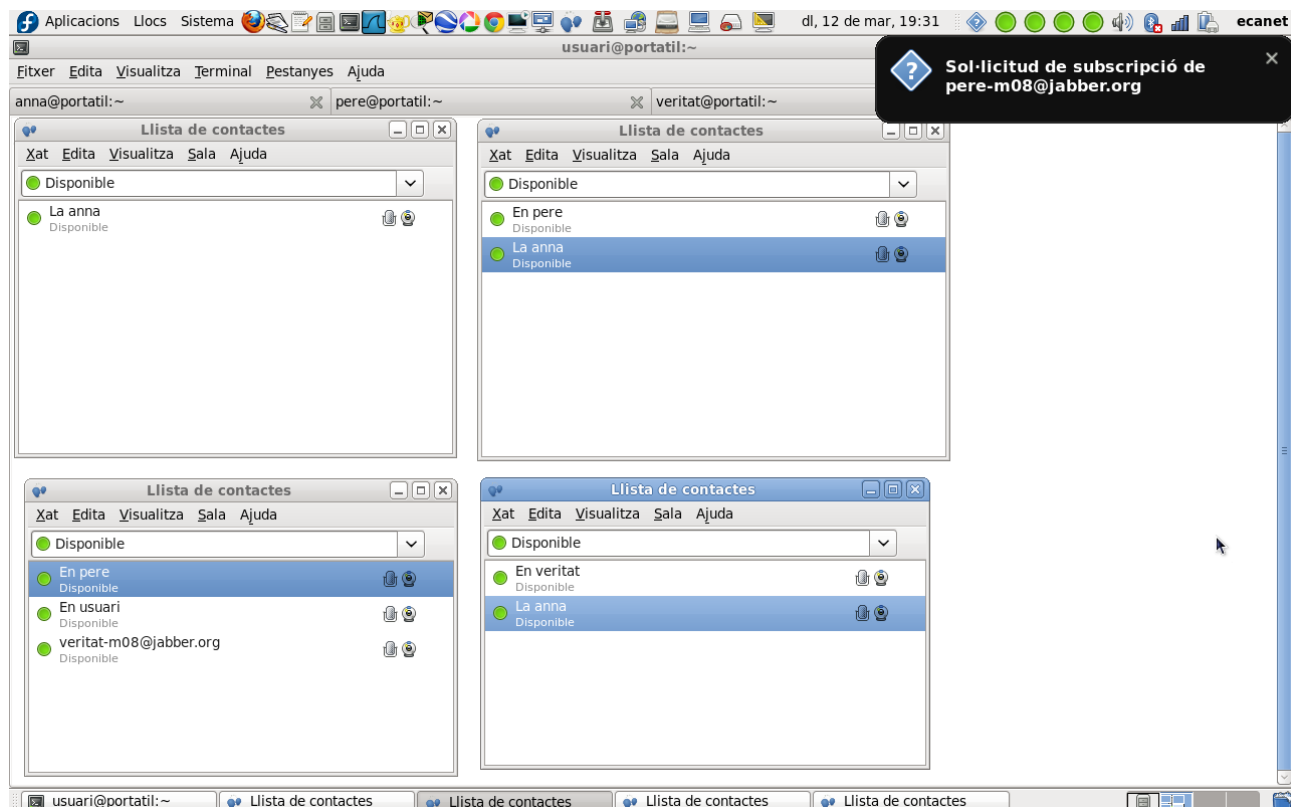 Aplicacions Llocs Sistema dl, 12 de mar, 19:31 ecanet
usuari@portatil:~
Fitxer Edita Visualitza Terminal Pestanyes Ajuda
Sol·licitud de subscripció de
pere-m08@jabber.org
anna@portatil:~ pere@portatil:~ veritat@portatil:~
Llista de contactes
Xat Edita Visualitza Sala Ajuda
Disponible
La anna
Disponible
Llista de contactes
Xat Edita Visualitza Sala Ajuda
Disponible
En pere
Disponible
La anna
Disponible
Llista de contactes
Xat Edita Visualitza Sala Ajuda
Disponible
En pere
Disponible
En usuari
Disponible
veritat-m08@jabber.org
Disponible
Llista de contactes
Xat Edita Visualitza Sala Ajuda
Disponible
En veritat
Disponible
La anna
Disponible
usuari@portatil:~ Llista de contactes Llista de contactes Llista de contactes Llista de contactes